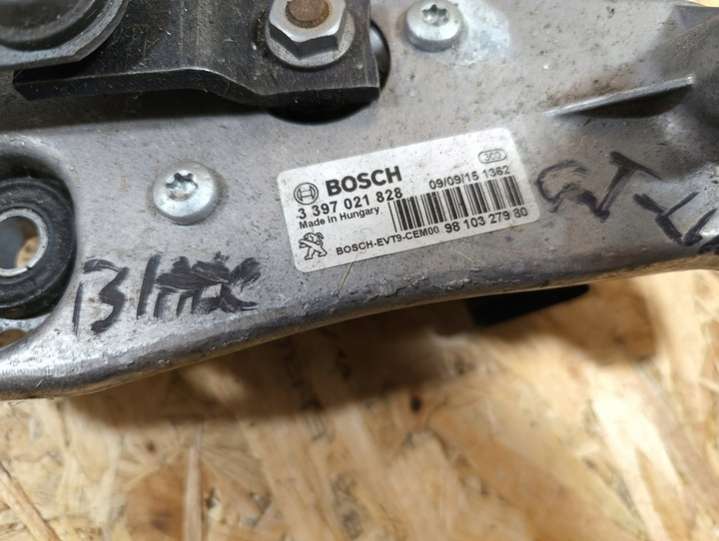 BOSCH
3 397 021 828
Made in Hungary
09/09/15 1362
BOSCH-EVT9-CEM00 98 103 279 80